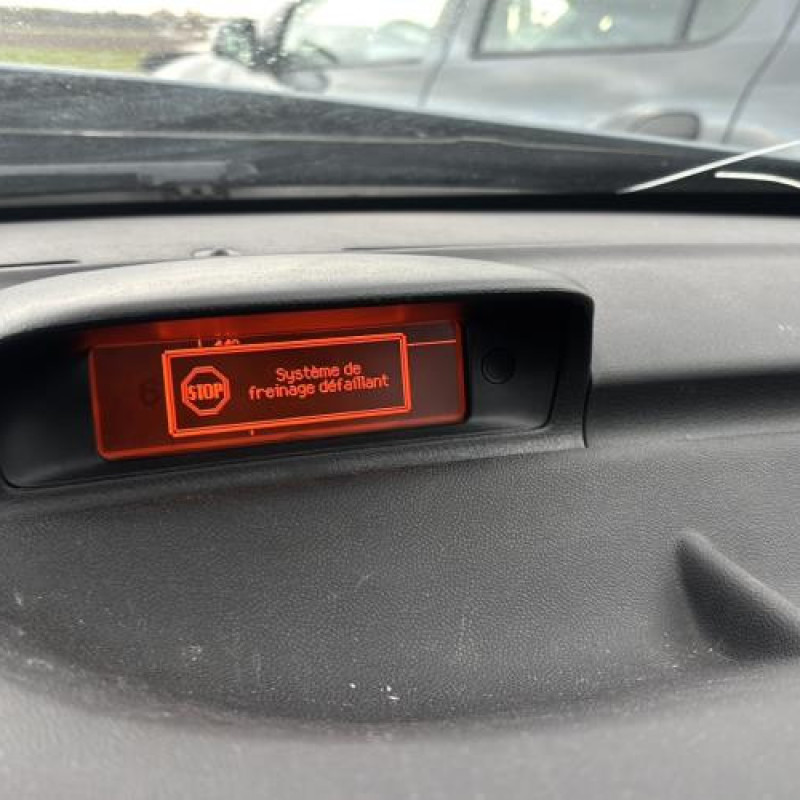 STOP
Système de
freinage défaillant